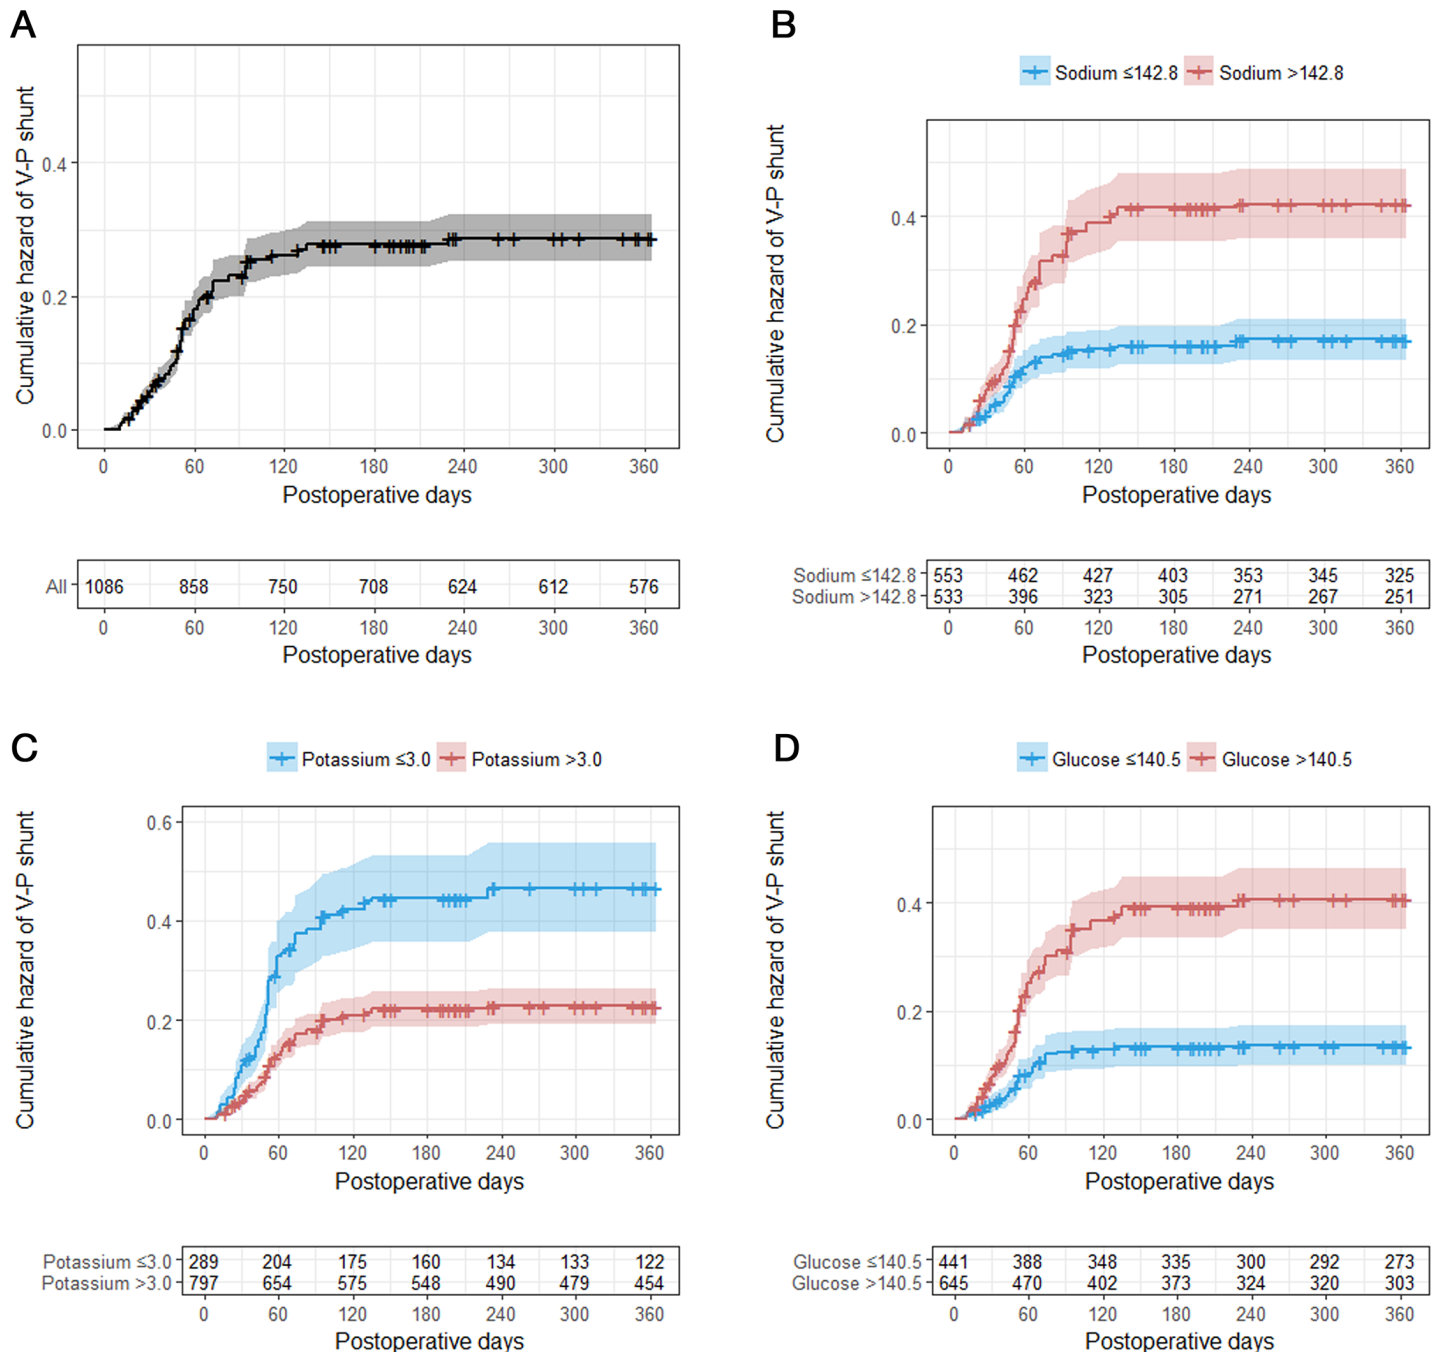 A
Cumulative hazard of V-P shunt
0.4
0.2
0.0
0 60 120 180 240 300 360
Postoperative days
All 1086 858 750 708 624 612 576
0 60 120 180 240 300 360
Postoperative days
B
Sodium ≤142.8 Sodium >142.8
Cumulative hazard of V-P shunt
0.4
0.2
0.0
0 60 120 180 240 300 360
Postoperative days
Sodium ≤142.8 553 462 427 403 353 345 325
Sodium >142.8 533 396 323 305 271 267 251
0 60 120 180 240 300 360
Postoperative days
C
Potassium ≤3.0 Potassium >3.0
Cumulative hazard of V-P shunt
0.6
0.4
0.2
0.0
0 60 120 180 240 300 360
Postoperative days
Potassium ≤3.0 289 204 175 160 134 133 122
Potassium >3.0 797 654 575 548 490 479 454
0 60 120 180 240 300 360
Postoperative days
D
Glucose ≤140.5 Glucose >140.5
Cumulative hazard of V-P shunt
0.4
0.2
0.0
0 60 120 180 240 300 360
Postoperative days
Glucose ≤140.5 441 388 348 335 300 292 273
Glucose >140.5 645 470 402 373 324 320 303
0 60 120 180 240 300 360
Postoperative days